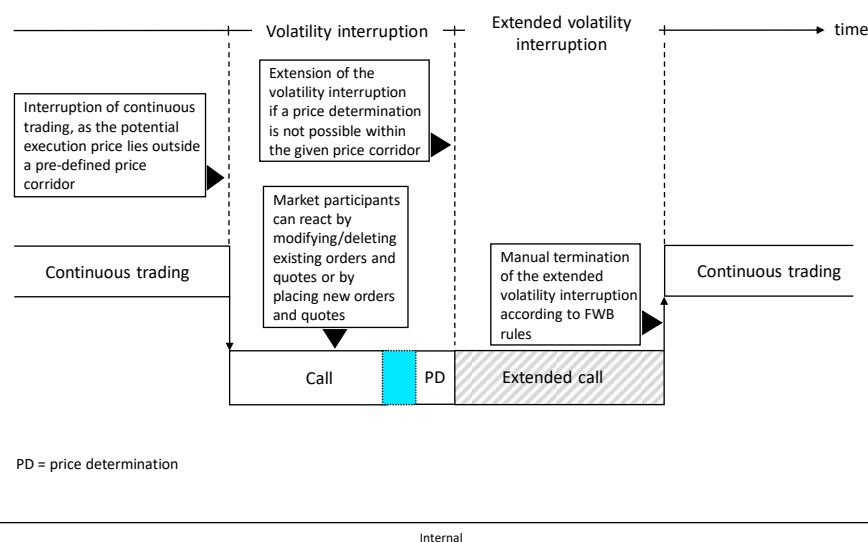 Volatility interruption
Extended volatility
interruption
time
Interruption of continuous
trading, as the potential
execution price lies outside
a pre-defined price
corridor
Extension of the
volatility interruption
if a price determination
is not possible within
the given price corridor
Market participants
can react by
modifying/deleting
existing orders and
quotes or by
placing new orders
and quotes
Manual termination
of the extended
volatility interruption
according to FWB
rules
Continuous trading
Continuous trading
Call
PD
Extended call
PD = price determination
Internal